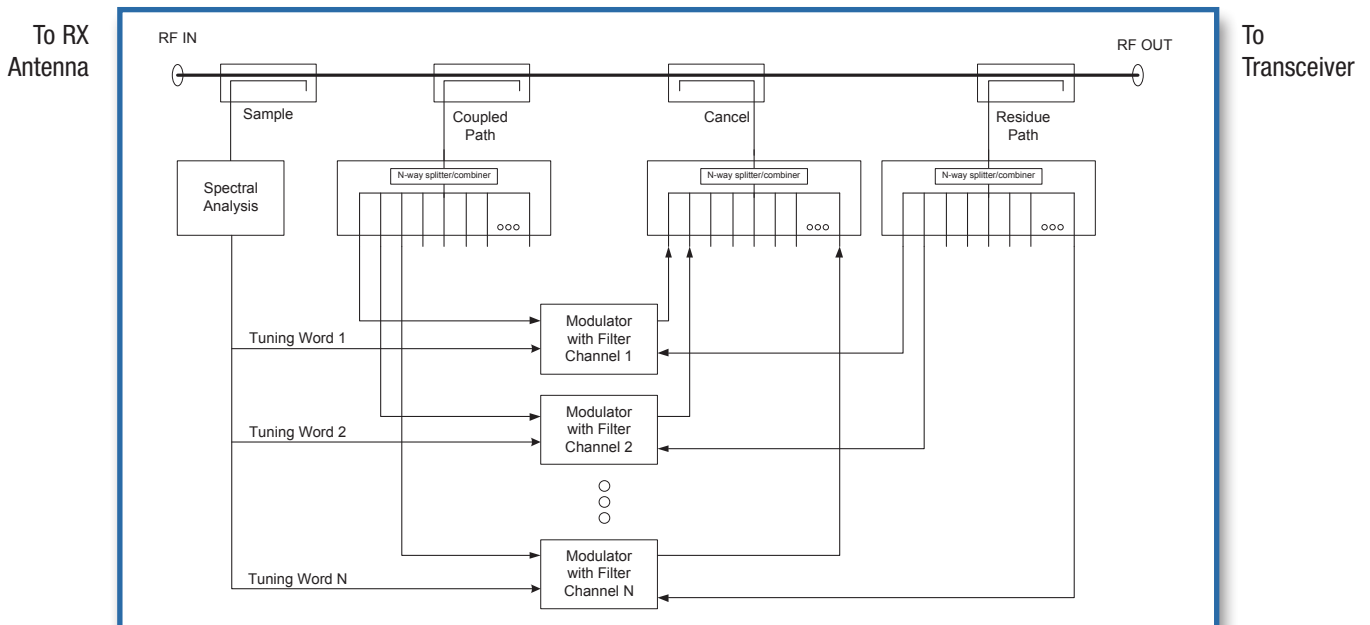 To RX
Antenna
RF IN
RF OUT
To
Transceiver
Sample
Coupled
Path
Cancel
Residue
Path
Spectral
Analysis
N-way splitter/combiner
N-way splitter/combiner
N-way splitter/combiner
Modulator
with Filter
Channel 1
Tuning Word 1
Modulator
with Filter
Channel 2
Tuning Word 2
Modulator
with Filter
Channel N
Tuning Word N